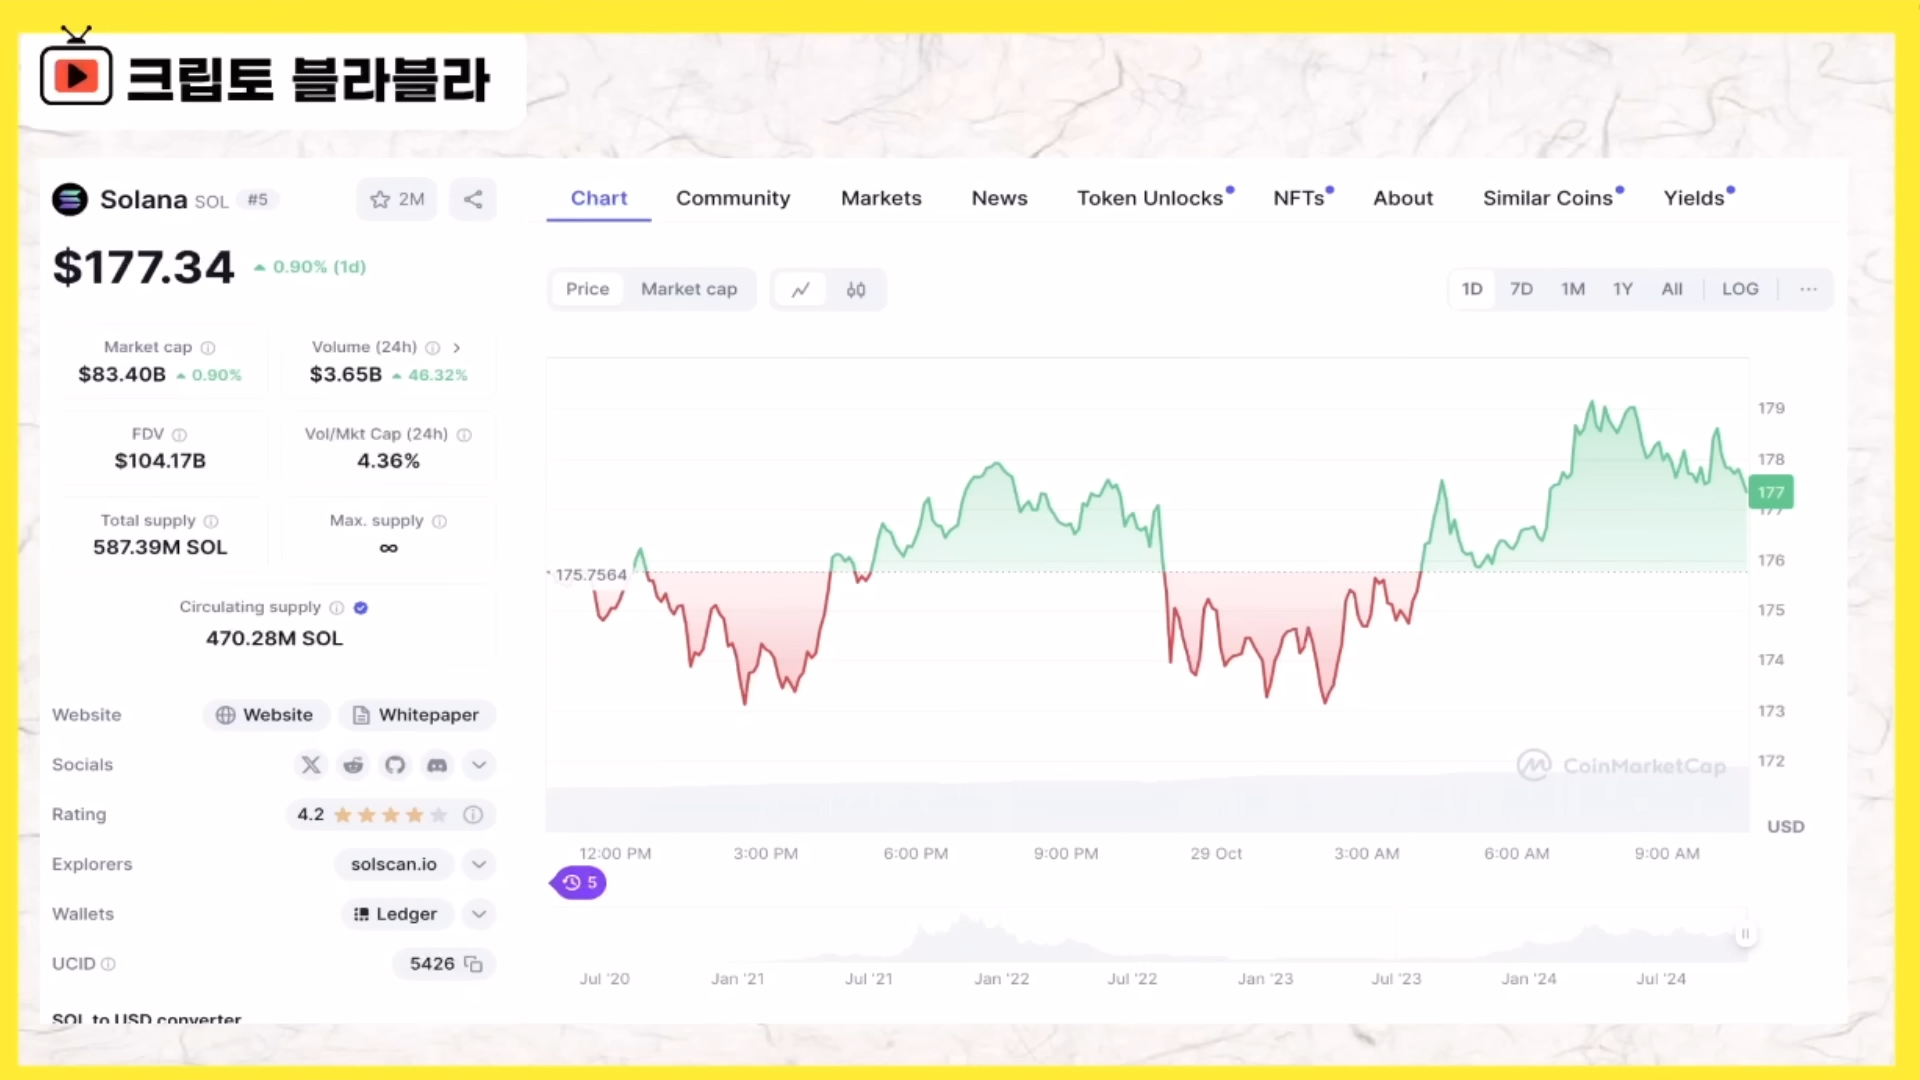 크립토 블라블라
Solana SOL #5
2M
$177.34
0.90% (1d)
Market cap
$83.40B 0.90%
Volume (24h)
$3.65B 46.32%
FDV
$104.17B
Vol/Mkt Cap (24h)
4.36%
Total supply
587.39M SOL
Max. supply
∞
Circulating supply
470.28M SOL
Website
Website
Whitepaper
Socials
Rating
4.2
Explorers
solscan.io
Wallets
Ledger
UCID
5426
SOL to USD converter
Chart
Community
Markets
News
Token Unlocks
NFTs
About
Similar Coins
Yields
Price
Market cap
1D
7D
1M
1Y
All
LOG
179
178
177
177
176
175
174
173
172
USD
175.7564
CoinMarketCap
12:00 PM
3:00 PM
6:00 PM
9:00 PM
29 Oct
3:00 AM
6:00 AM
9:00 AM
5
Jul '20
Jan '21
Jul '21
Jan '22
Jul '22
Jan '23
Jul '23
Jan '24
Jul '24